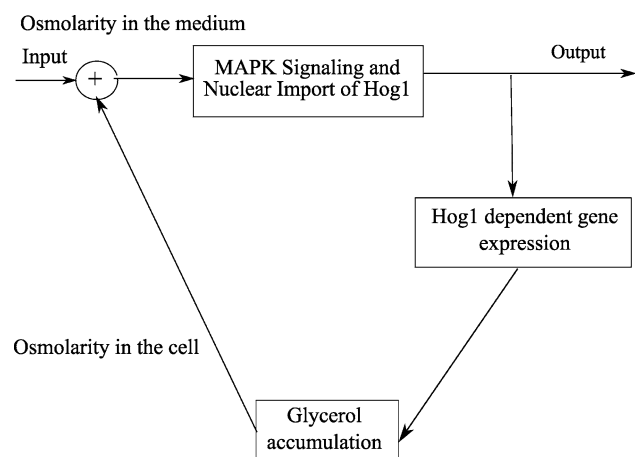 Osmolarity in the medium
Input
+
MAPK Signaling and
Nuclear Import of Hog1
Output
Hog1 dependent gene
expression
Osmolarity in the cell
Glycerol
accumulation